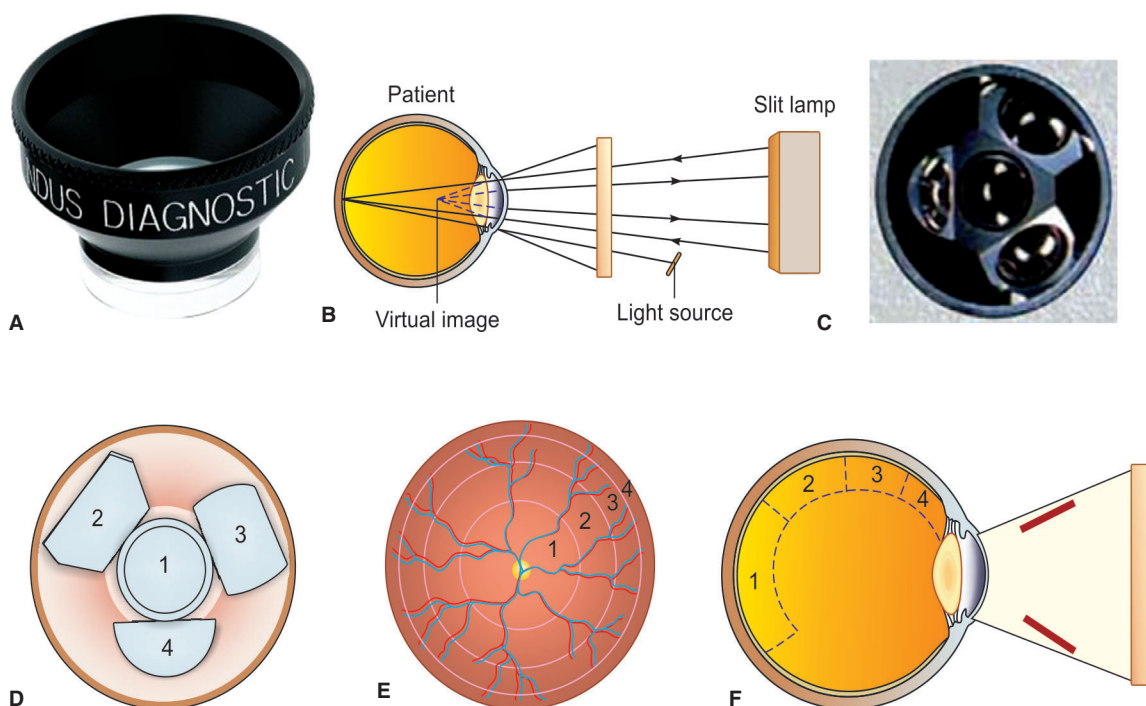 NDUS DIAGNOSTIC
A
Patient
Slit lamp
Virtual image
Light source
B
C
1
2
3
4
D
1
2
3
4
E
1
2
3
4
F